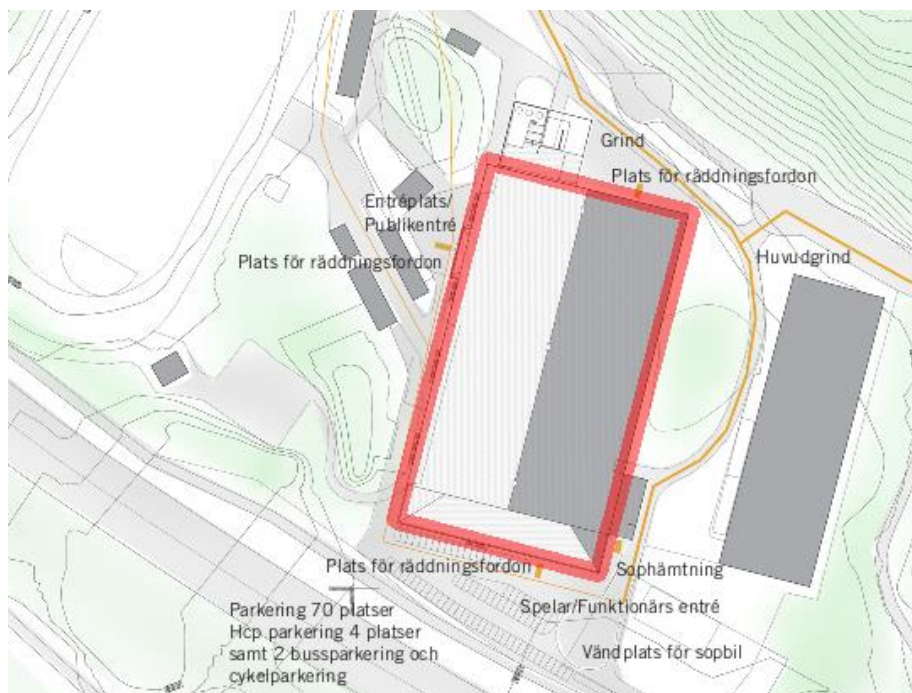 Grind
Plats för räddningsfordon
Entréplats/
Publikentré
Plats för räddningsfordon
Huvudgrind
Plats för räddningsfordon
Sophämtning
Parkering 70 platser
Hcp parkering 4 platser
samt 2 bussparkering och
cykelparkering
Spelar/Funktionärs entré
Vändplats för sopbil